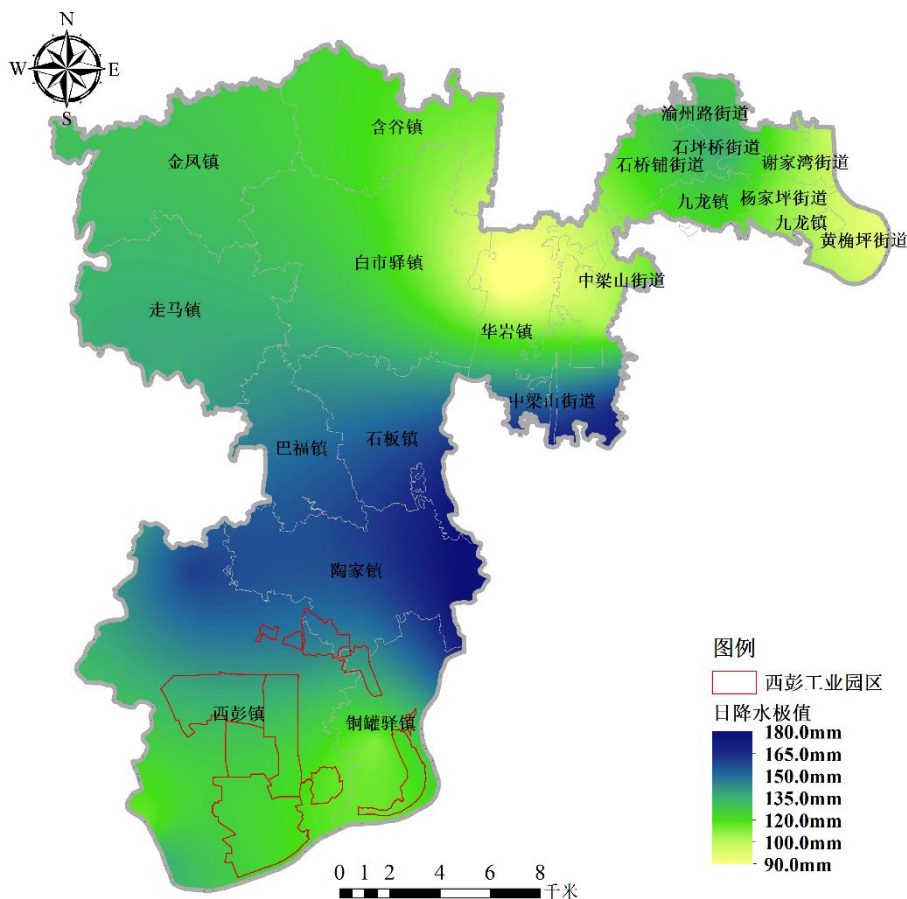 N
W
E
S
渝州路街道
含谷镇
石坪桥街道
金凤镇
石桥铺街道
谢家湾街道
九龙镇
杨家坪街道
九龙镇
黄桷坪街道
白市驿镇
中梁山街道
走马镇
华岩镇
中梁山街道
巴福镇
石板镇
陶家镇
西彭镇
铜罐驿镇
图例
西彭工业园区
日降水极值
180.0mm
165.0mm
150.0mm
135.0mm
120.0mm
100.0mm
90.0mm
0 1 2 4 6 8
千米